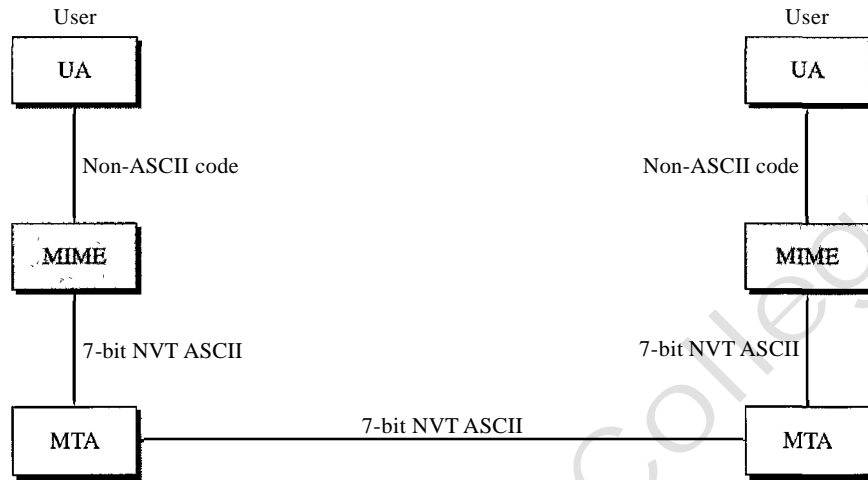 User User
UA UA
Non-ASCII code Non-ASCII code
MIME MIME
7-bit NVT ASCII 7-bit NVT ASCII
7-bit NVT ASCII
MTA MTA
College